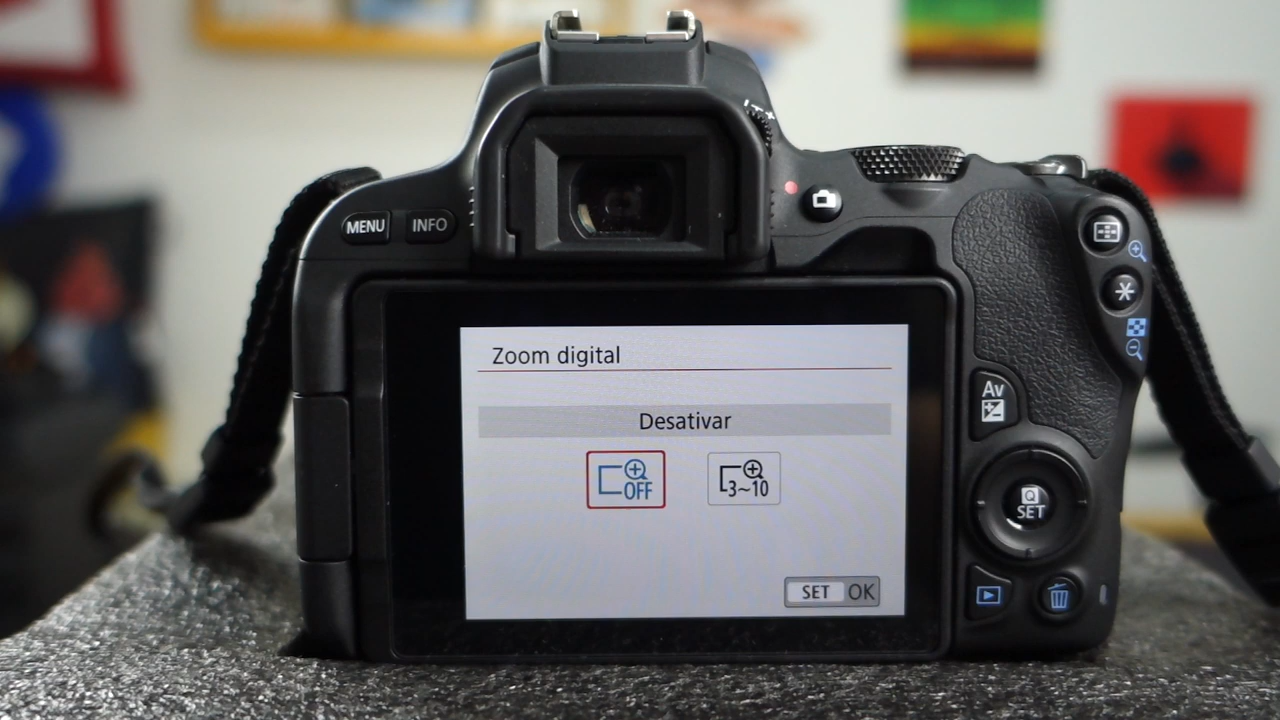 MENU
INFO
Zoom digital
Desativar
OFF
3~10
SET OK
Av
Q
SET